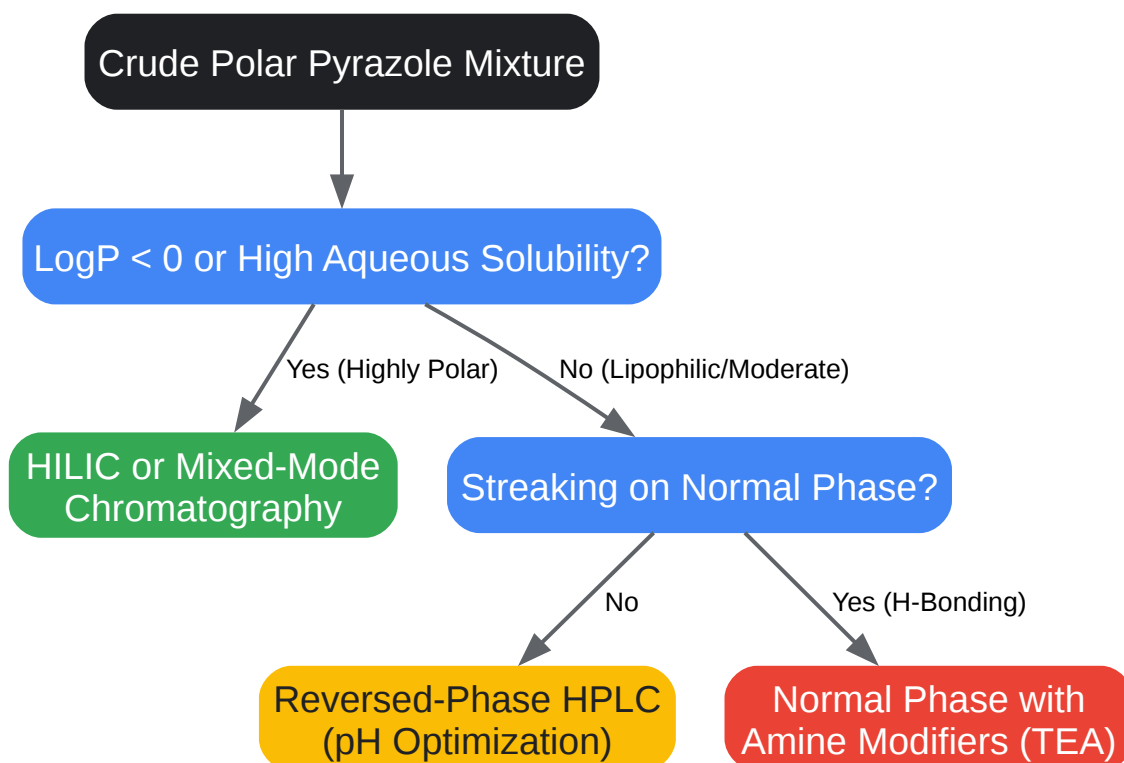 Crude Polar Pyrazole Mixture
LogP < 0 or High Aqueous Solubility?
Yes (Highly Polar)
No (Lipophilic/Moderate)
HILIC or Mixed-Mode
Chromatography
Streaking on Normal Phase?
No
Yes (H-Bonding)
Reversed-Phase HPLC
(pH Optimization)
Normal Phase with
Amine Modifiers (TEA)